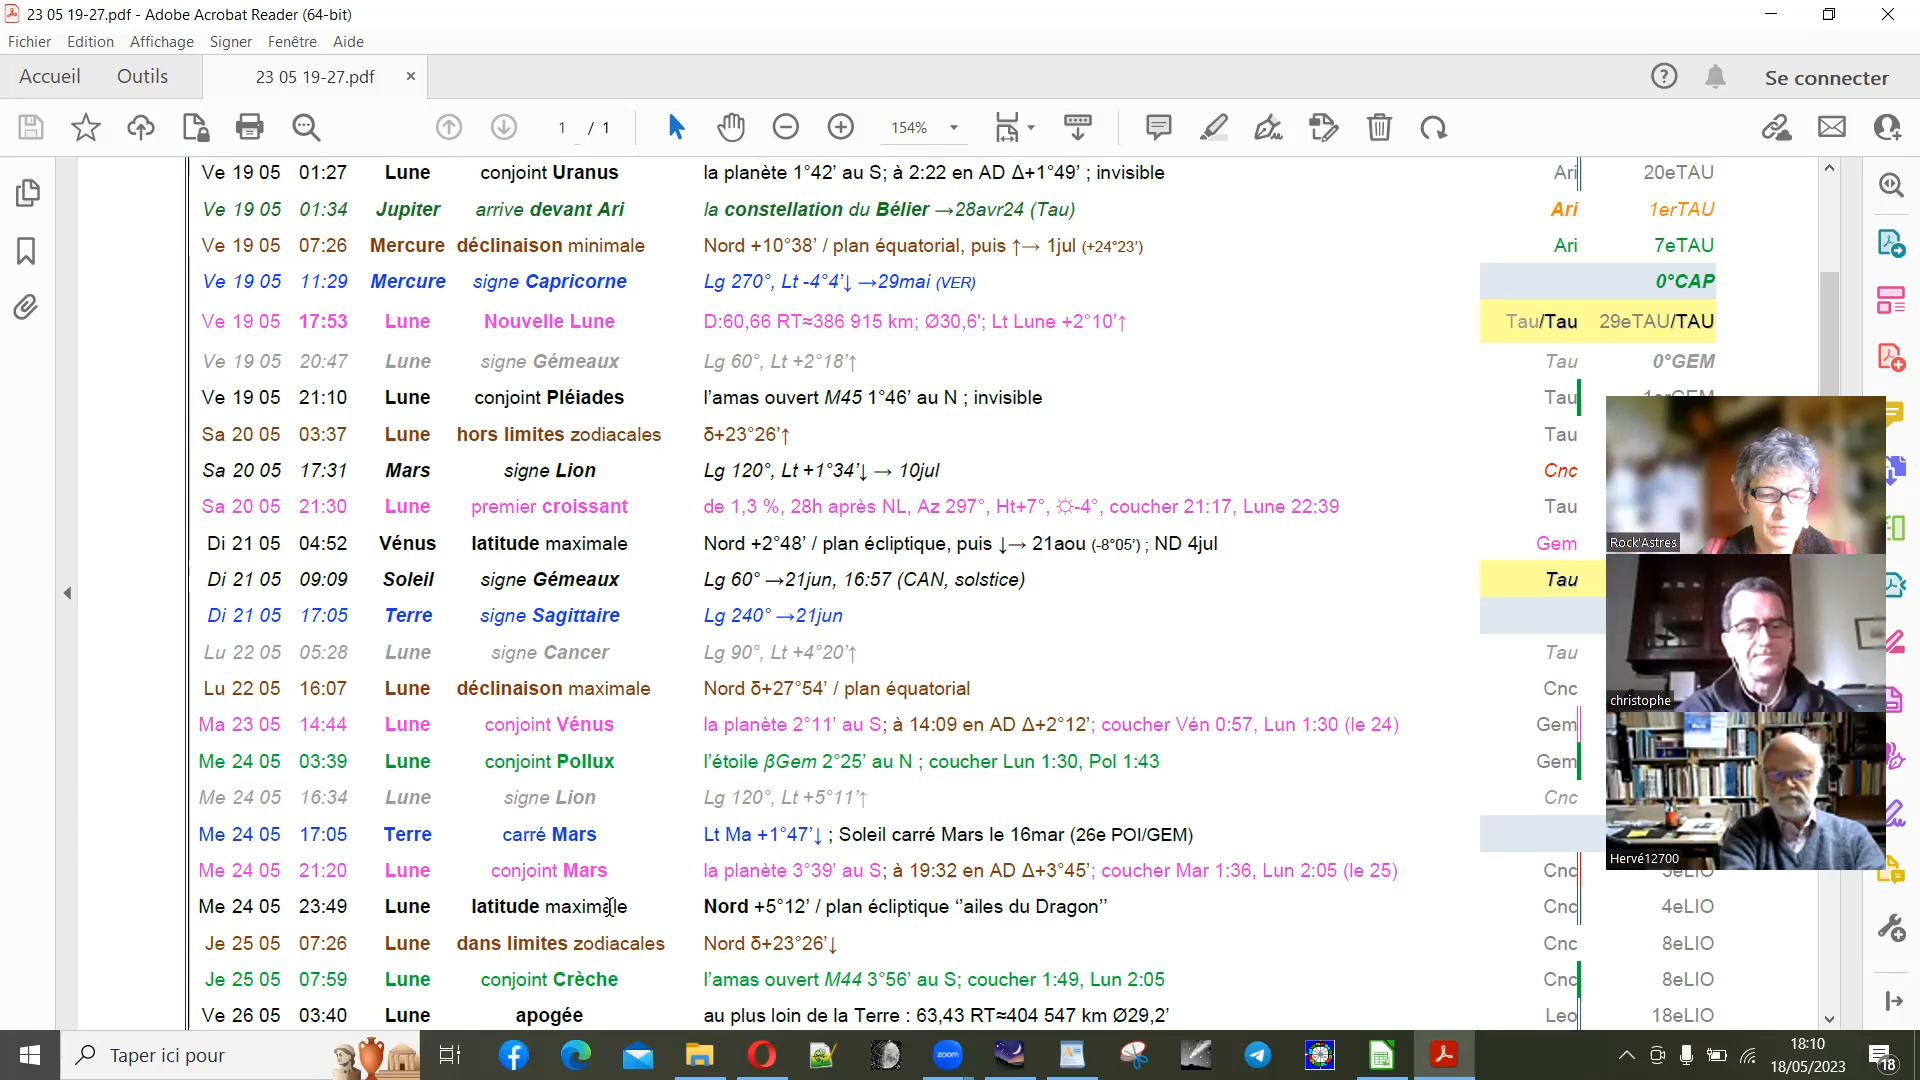 23 05 19-27.pdf - Adobe Acrobat Reader (64-bit)
Fichier Edition Affichage Signer Fenêtre Aide
Accueil Outils 23 05 19-27.pdf × Se connecter
1 / 1 154%
Ve 19 05 01:27 Lune conjoint Uranus la planète 1°42’ au S; à 2:22 en AD Δ+1°49’ ; invisible Ari 20eTAU
Ve 19 05 01:34 Jupiter arrive devant Ari la constellation du Bélier →28avr24 (Tau) Ari 1erTAU
Ve 19 05 07:26 Mercure déclinaison minimale Nord +10°38’ / plan équatorial, puis ↑→ 1jul (+24°23’) Ari 7eTAU
Ve 19 05 11:29 Mercure signe Capricorne Lg 270°, Lt -4°4’↓ →29mai (VER) 0°CAP
Ve 19 05 17:53 Lune Nouvelle Lune D:60,66 RT≈386 915 km; Ø30,6'; Lt Lune +2°10’↑ Tau/Tau 29eTAU/TAU
Ve 19 05 20:47 Lune signe Gémeaux Lg 60°, Lt +2°18’↑ Tau 0°GEM
Ve 19 05 21:10 Lune conjoint Pléiades l’amas ouvert M45 1°46’ au N ; invisible Tau 1erGEM
Sa 20 05 03:37 Lune hors limites zodiacales δ+23°26’↑ Tau
Sa 20 05 17:31 Mars signe Lion Lg 120°, Lt +1°34’↓ → 10jul Cnc
Sa 20 05 21:30 Lune premier croissant de 1,3 %, 28h après NL, Az 297°, Ht+7°, ☼-4°, coucher 21:17, Lune 22:39 Tau
Di 21 05 04:52 Vénus latitude maximale Nord +2°48’ / plan écliptique, puis ↓→ 21aou (-8°05’) ; ND 4jul Gem
Di 21 05 09:09 Soleil signe Gémeaux Lg 60° →21jun, 16:57 (CAN, solstice) Tau
Di 21 05 17:05 Terre signe Sagittaire Lg 240° →21jun
Lu 22 05 05:28 Lune signe Cancer Lg 90°, Lt +4°20’↑ Tau
Lu 22 05 16:07 Lune déclinaison maximale Nord δ+27°54’ / plan équatorial Cnc
Ma 23 05 14:44 Lune conjoint Vénus la planète 2°11’ au S; à 14:09 en AD Δ+2°12’; coucher Vén 0:57, Lun 1:30 (le 24) Gem
Me 24 05 03:39 Lune conjoint Pollux l’étoile βGem 2°25’ au N ; coucher Lun 1:30, Pol 1:43 Gem
Me 24 05 16:34 Lune signe Lion Lg 120°, Lt +5°11’↑ Cnc
Me 24 05 17:05 Terre carré Mars Lt Ma +1°47’↓ ; Soleil carré Mars le 16mar (26e POI/GEM)
Me 24 05 21:20 Lune conjoint Mars la planète 3°39’ au S; à 19:32 en AD Δ+3°45’; coucher Mar 1:36, Lun 2:05 (le 25) Cnc
Me 24 05 23:49 Lune latitude maximale Nord +5°12’ / plan écliptique ‘’ailes du Dragon’’ Cnc 4eLIO
Je 25 05 07:26 Lune dans limites zodiacales Nord δ+23°26’↓ Cnc 8eLIO
Je 25 05 07:59 Lune conjoint Crèche l’amas ouvert M44 3°56’ au S; coucher 1:49, Lun 2:05 Cnc 8eLIO
Ve 26 05 03:40 Lune apogée au plus loin de la Terre : 63,43 RT≈404 547 km Ø29,2’ Leo 18eLIO
Rock'Astres
christophe
Hervé12700
Taper ici pour
zoom
18:10
18/05/2023
18